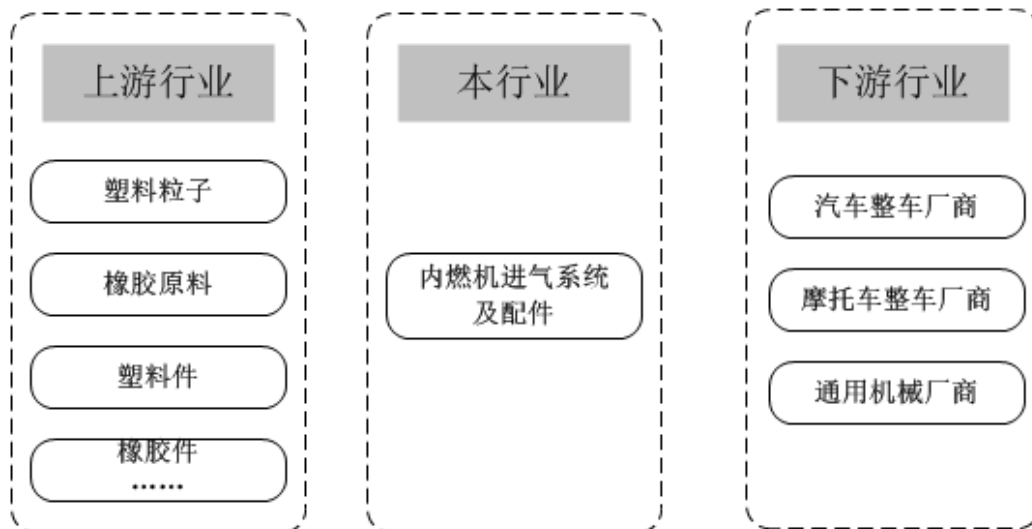 上游行业
塑料粒子
橡胶原料
塑料件
橡胶件
……
本行业
内燃机进气系统
及配件
下游行业
汽车整车厂商
摩托车整车厂商
通用机械厂商